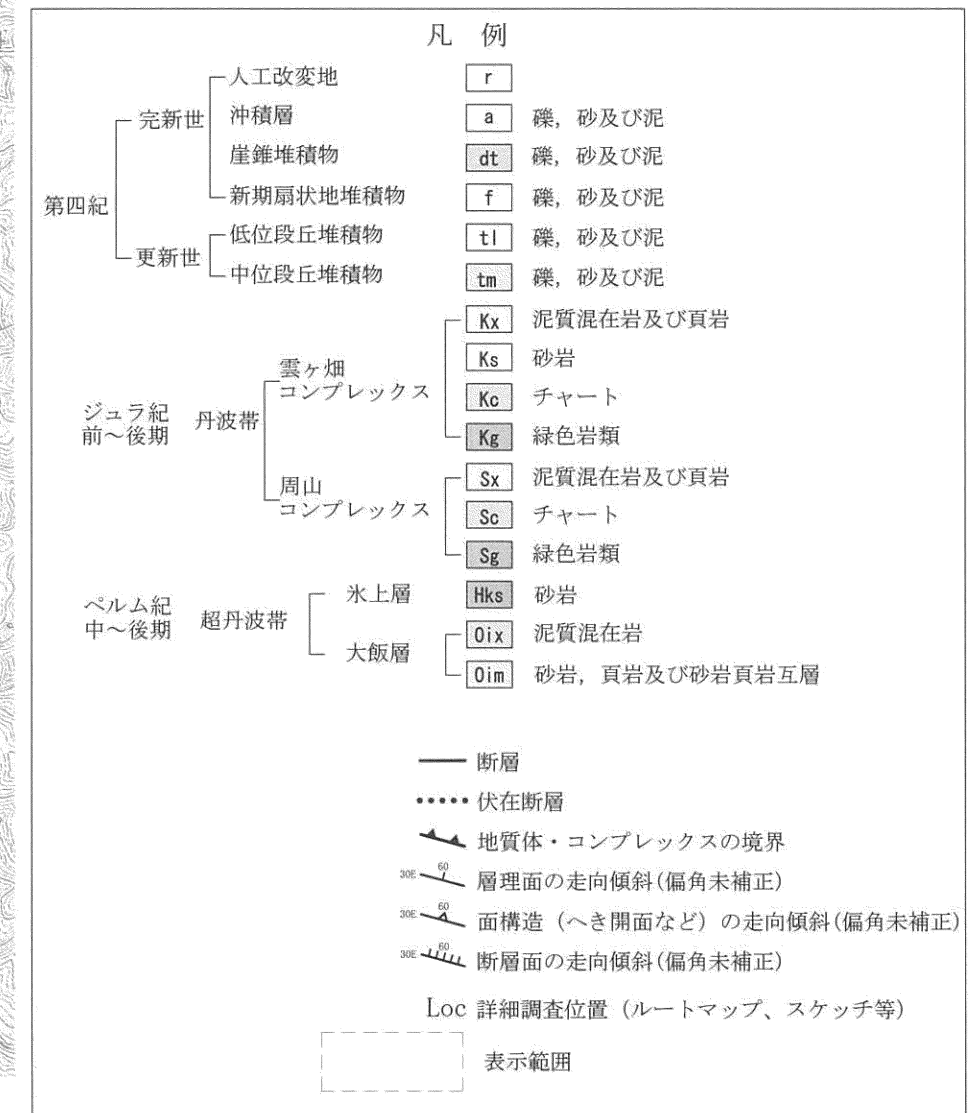 凡 例
人工改変地 r
完新世 沖積層 a 礫，砂及び泥
崖錐堆積物 dt 礫，砂及び泥
第四紀 新期扇状地堆積物 f 礫，砂及び泥
低位段丘堆積物 tl 礫，砂及び泥
更新世
中位段丘堆積物 tm 礫，砂及び泥
Kx 泥質混在岩及び頁岩
雲ヶ畑
コンプレックス
Ks 砂岩
Kc チャート
ジュラ紀
前～後期
丹波帯
Kg 緑色岩類
Sx 泥質混在岩及び頁岩
周山
コンプレックス
Sc チャート
Sg 緑色岩類
ペルム紀
中～後期
超丹波帯
氷上層 Hks 砂岩
大飯層
Oix 泥質混在岩
Oim 砂岩，頁岩及び砂岩頁岩互層
断層
伏在断層
地質体・コンプレックスの境界
30E 60 層理面の走向傾斜(偏角未補正)
30E 60 面構造（へき開面など）の走向傾斜(偏角未補正)
30E 60 断層面の走向傾斜(偏角未補正)
Loc 詳細調査位置（ルートマップ、スケッチ等）
表示範囲